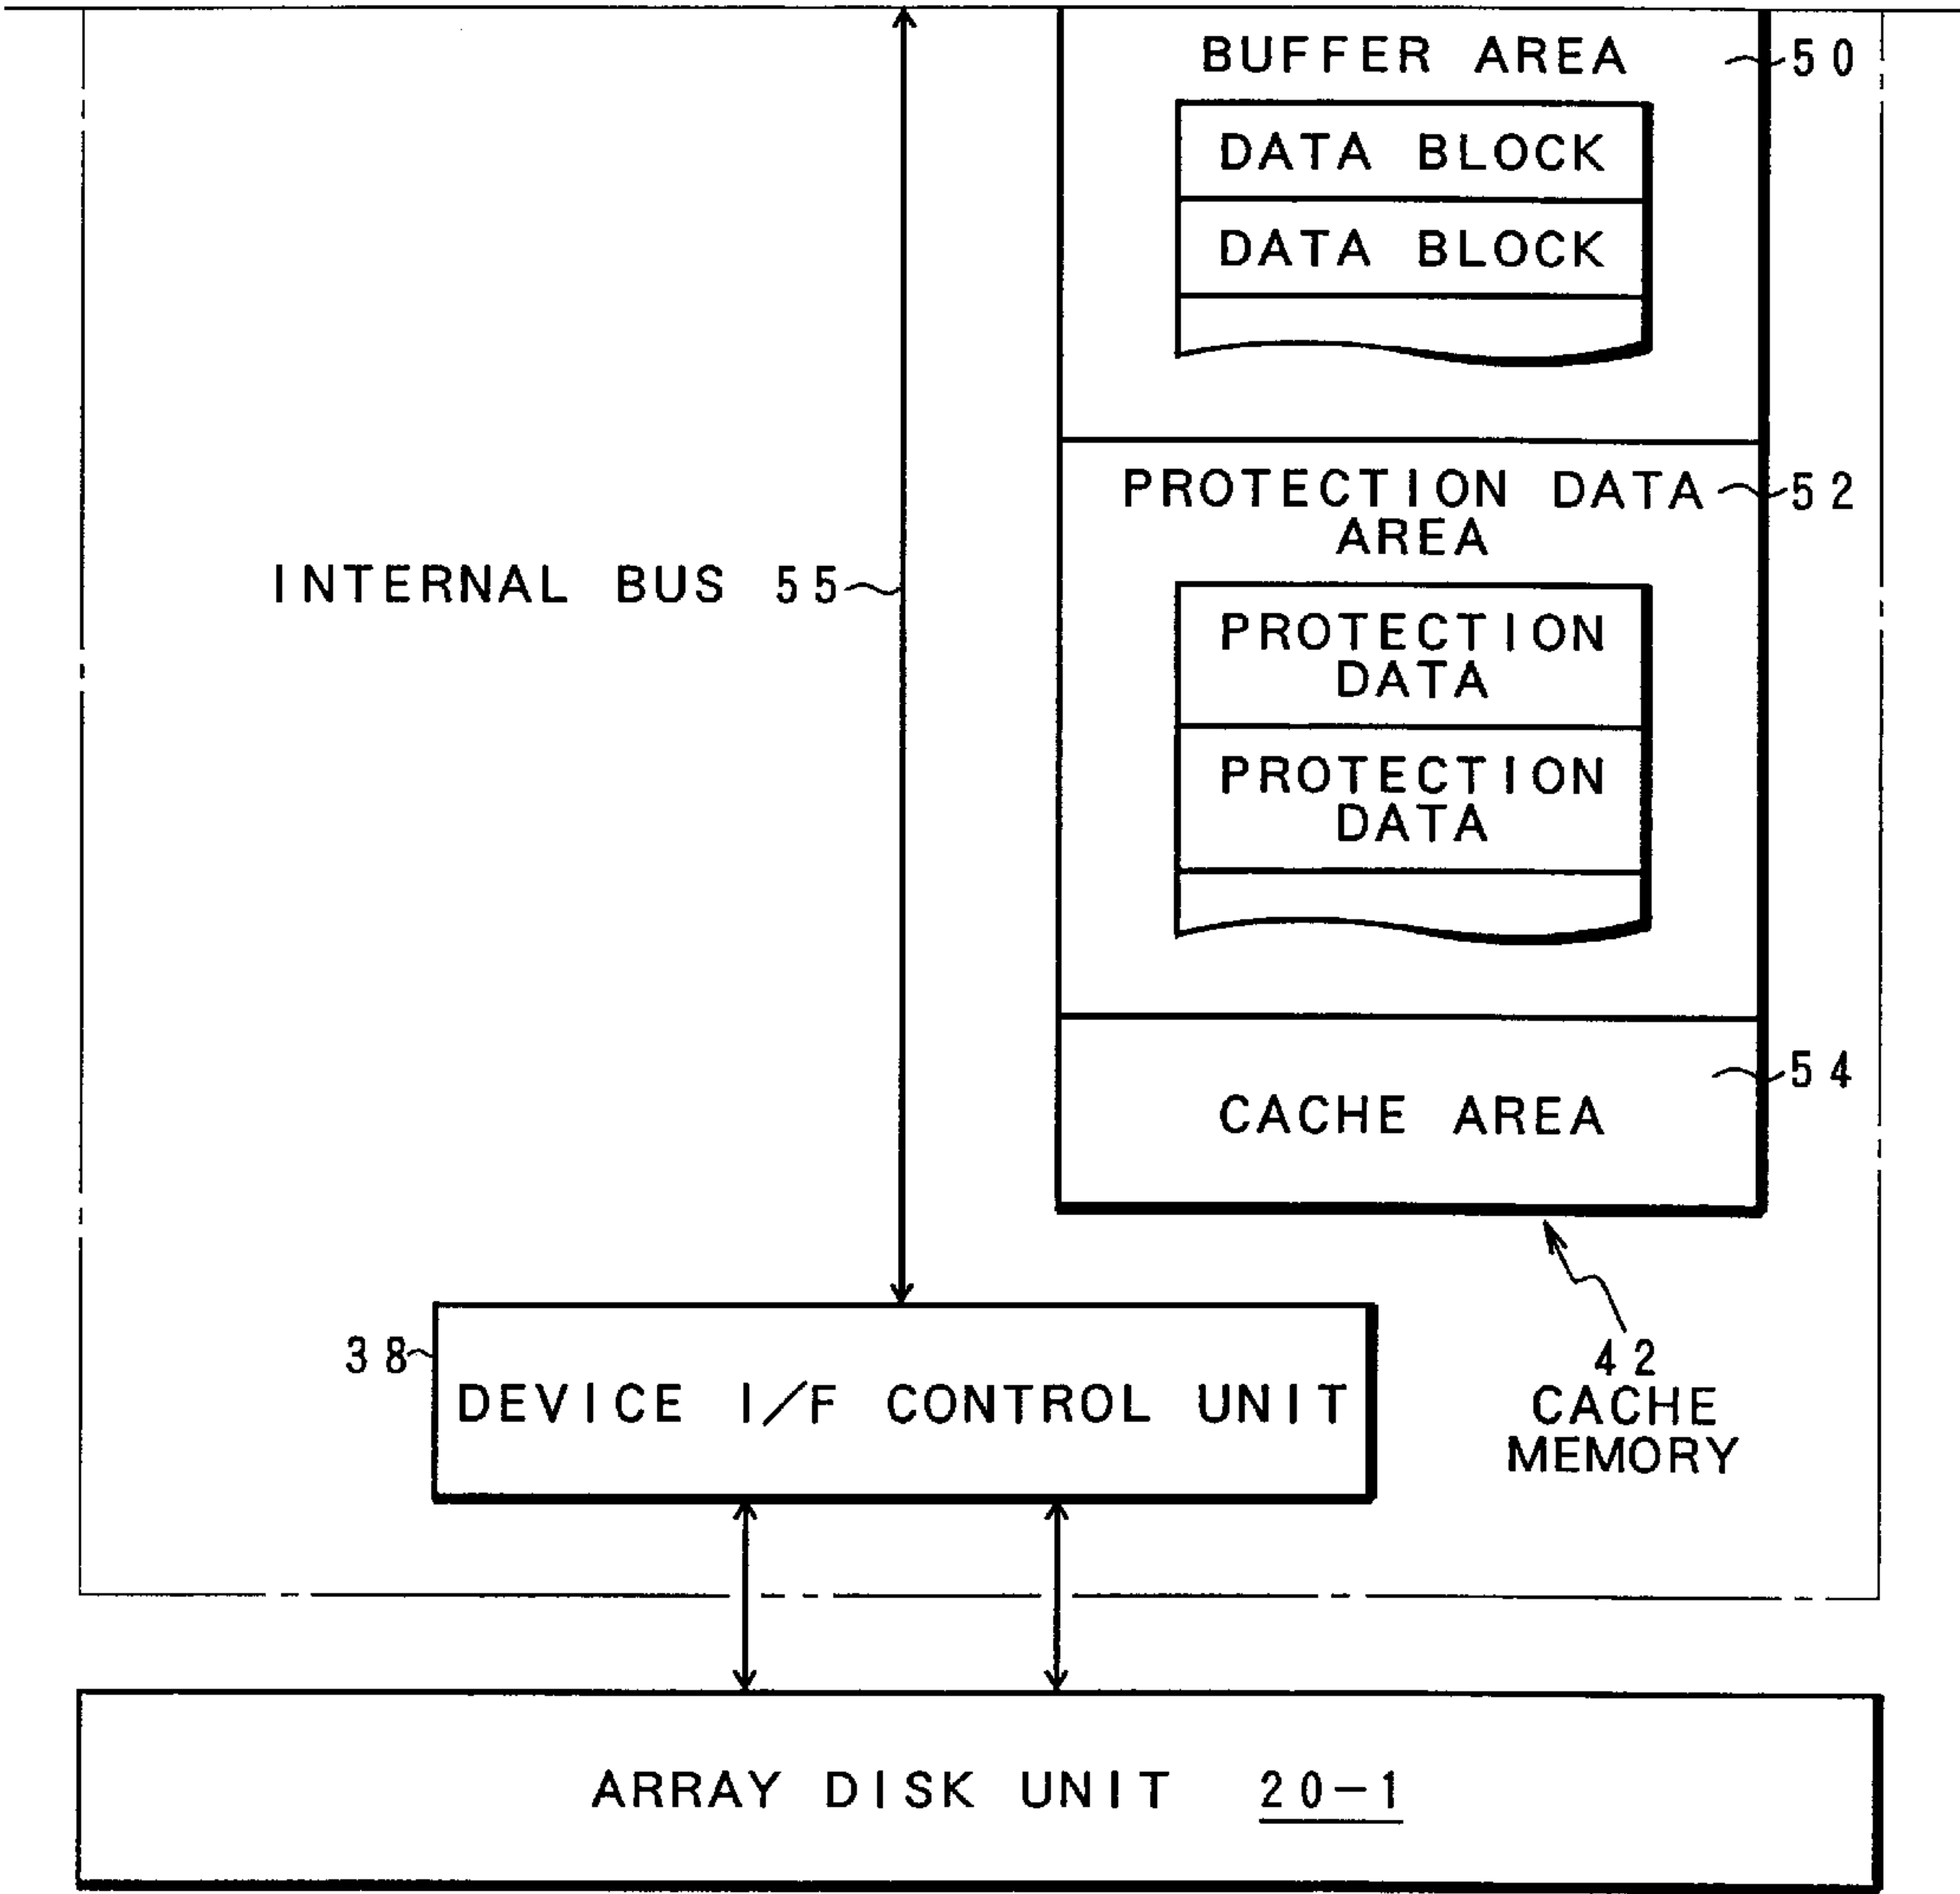 BUFFER AREA 50
DATA BLOCK
DATA BLOCK
PROTECTION DATA 52
AREA
INTERNAL BUS 55
PROTECTION
DATA
PROTECTION
DATA
54
CACHE AREA
38
DEVICE I/F CONTROL UNIT
42
CACHE
MEMORY
ARRAY DISK UNIT 20-1